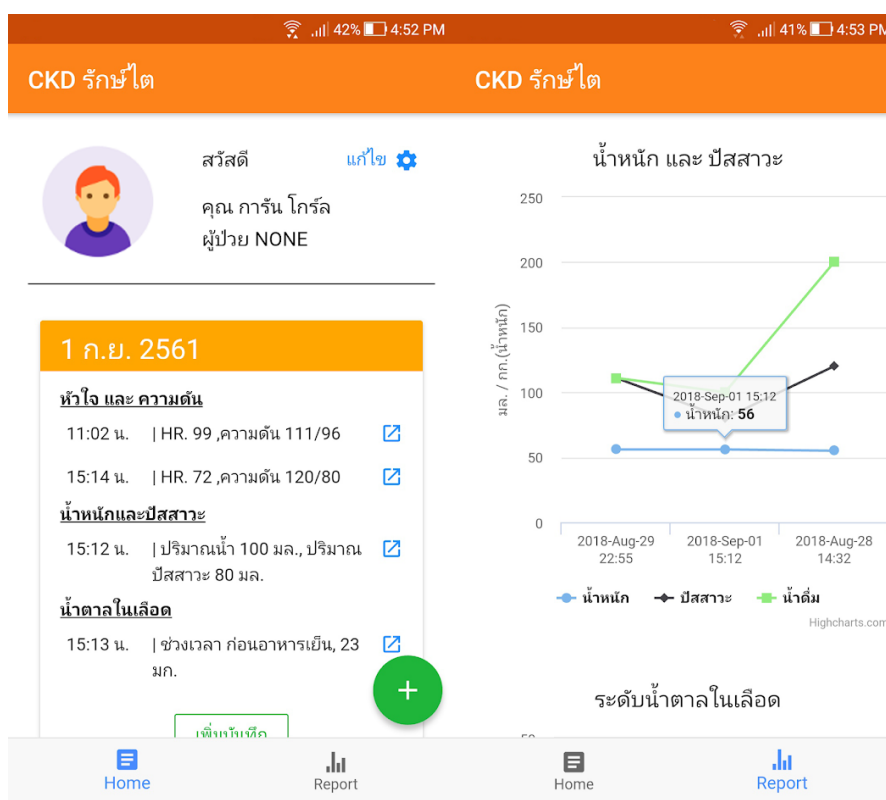 42% 4:52 PM
CKD รักษ์ไต
สวัสดี แก้ไข
คุณ การัน โกร์ล
ผู้ป่วย NONE
1 ก.ย. 2561
หัวใจ และ ความดัน
11:02 น. | HR. 99 ,ความดัน 111/96
15:14 น. | HR. 72 ,ความดัน 120/80
น้ำหนักและปัสสาวะ
15:12 น. | ปริมาณน้ำ 100 มล., ปริมาณ
ปัสสาวะ 80 มล.
น้ำตาลในเลือด
15:13 น. | ช่วงเวลา ก่อนอาหารเย็น, 23
มก.
เพิ่มบันทึก
Home Report
41% 4:53 PM
CKD รักษ์ไต
น้ำหนัก และ ปัสสาวะ
250
200
150
100
50
0
มล. / กก.(น้ำหนัก)
2018-Sep-01 15:12
น้ำหนัก: 56
2018-Aug-29 2018-Sep-01 2018-Aug-28
22:55 15:12 14:32
น้ำหนัก ปัสสาวะ น้ำดื่ม
Highcharts.com
ระดับน้ำตาลในเลือด
50
Home Report